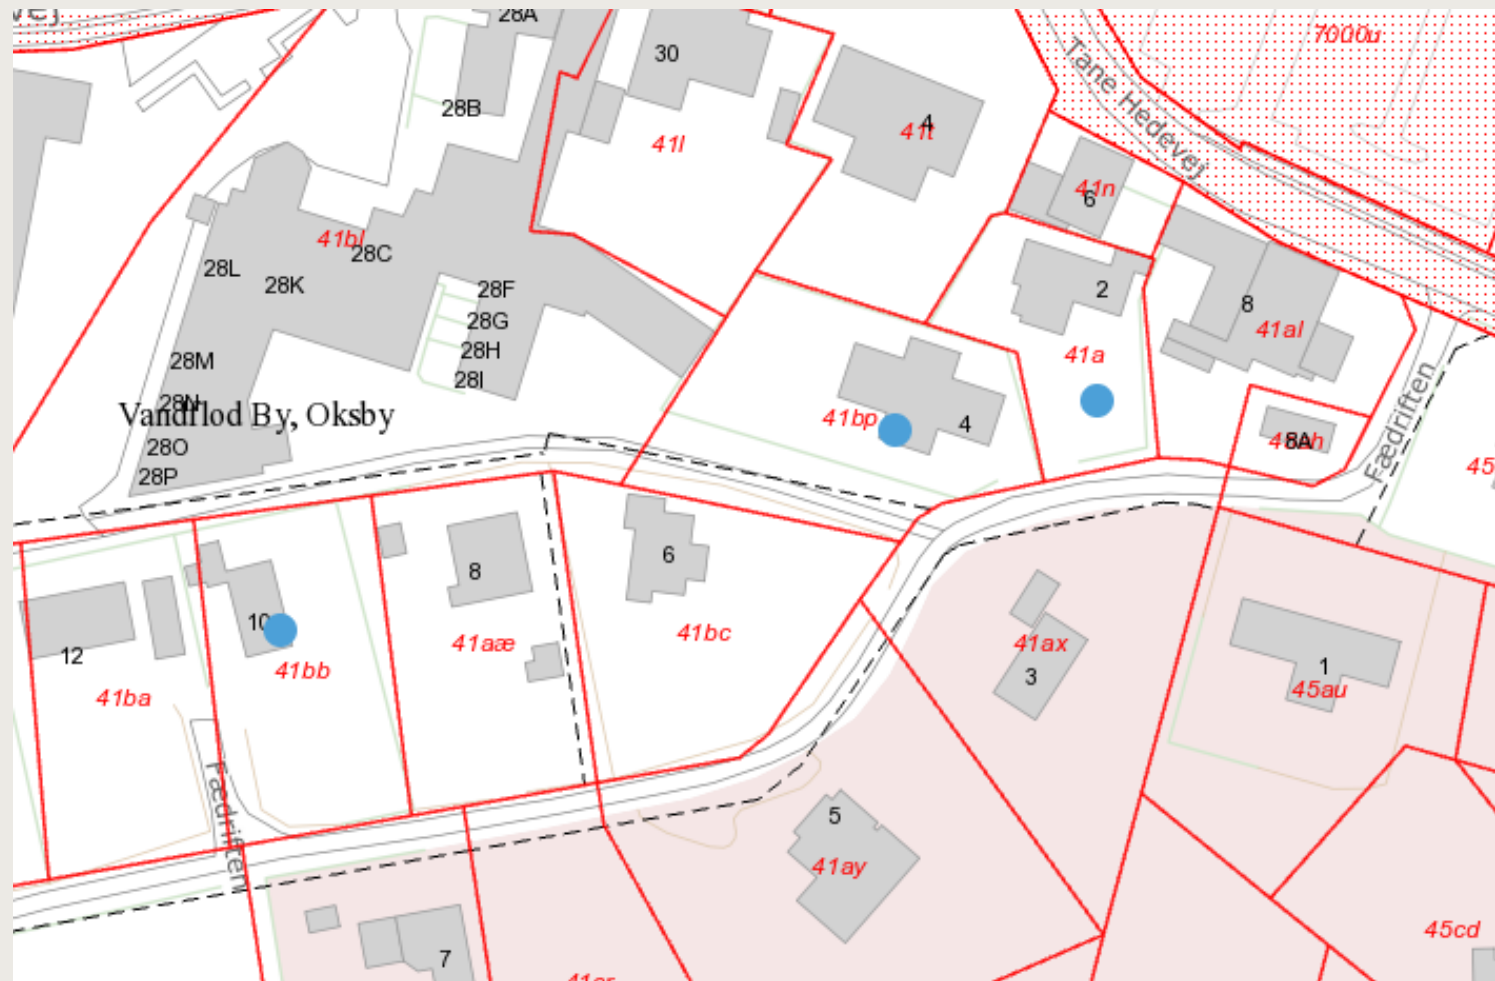 28A
7000u
Tane Hedevej
30
28B
4
41l
41t
41n
6
41bl
28C
28L
28K
28F
2
8
28G
41al
28H
41a
28M
28I
Fædriften
28N
Vandflod By, Oksby
41bp
4
8A
28O
45
28P
6
8
10
41aæ
41bc
41ax
12
41bb
3
1
41ba
45au
Fædriften
5
41ay
45cd
7